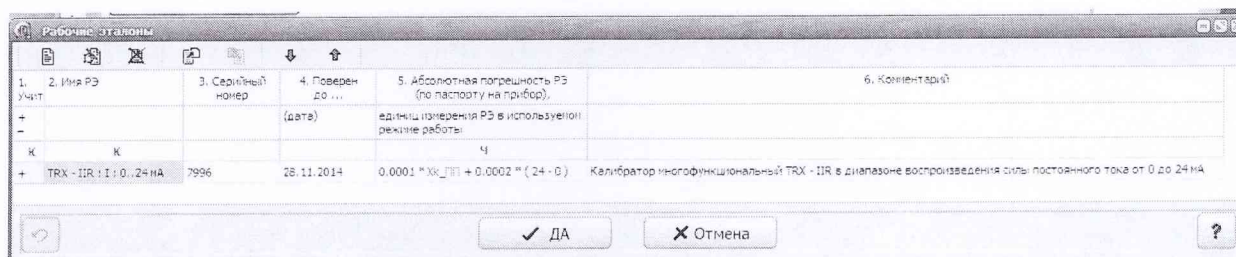 Рабочие эталоны
1. Учит
2. Имя РЭ
3. Серийный номер
4. Поверен до ...
5. Абсолютная погрешность РЭ (по паспорту на прибор),
6. Комментарий
+
–
(дата)
единиц измерения РЭ в используемом режиме работы
К К Ч
+ TRX - IIR : I : 0..24 мА 7996 28.11.2014 0.0001 * Xk_ПП + 0.0002 * ( 24 - 0 ) Калибратор многофункциональный TRX - IIR в диапазоне воспроизведения силы постоянного тока от 0 до 24 мА
✓ ДА ✗ Отмена ?